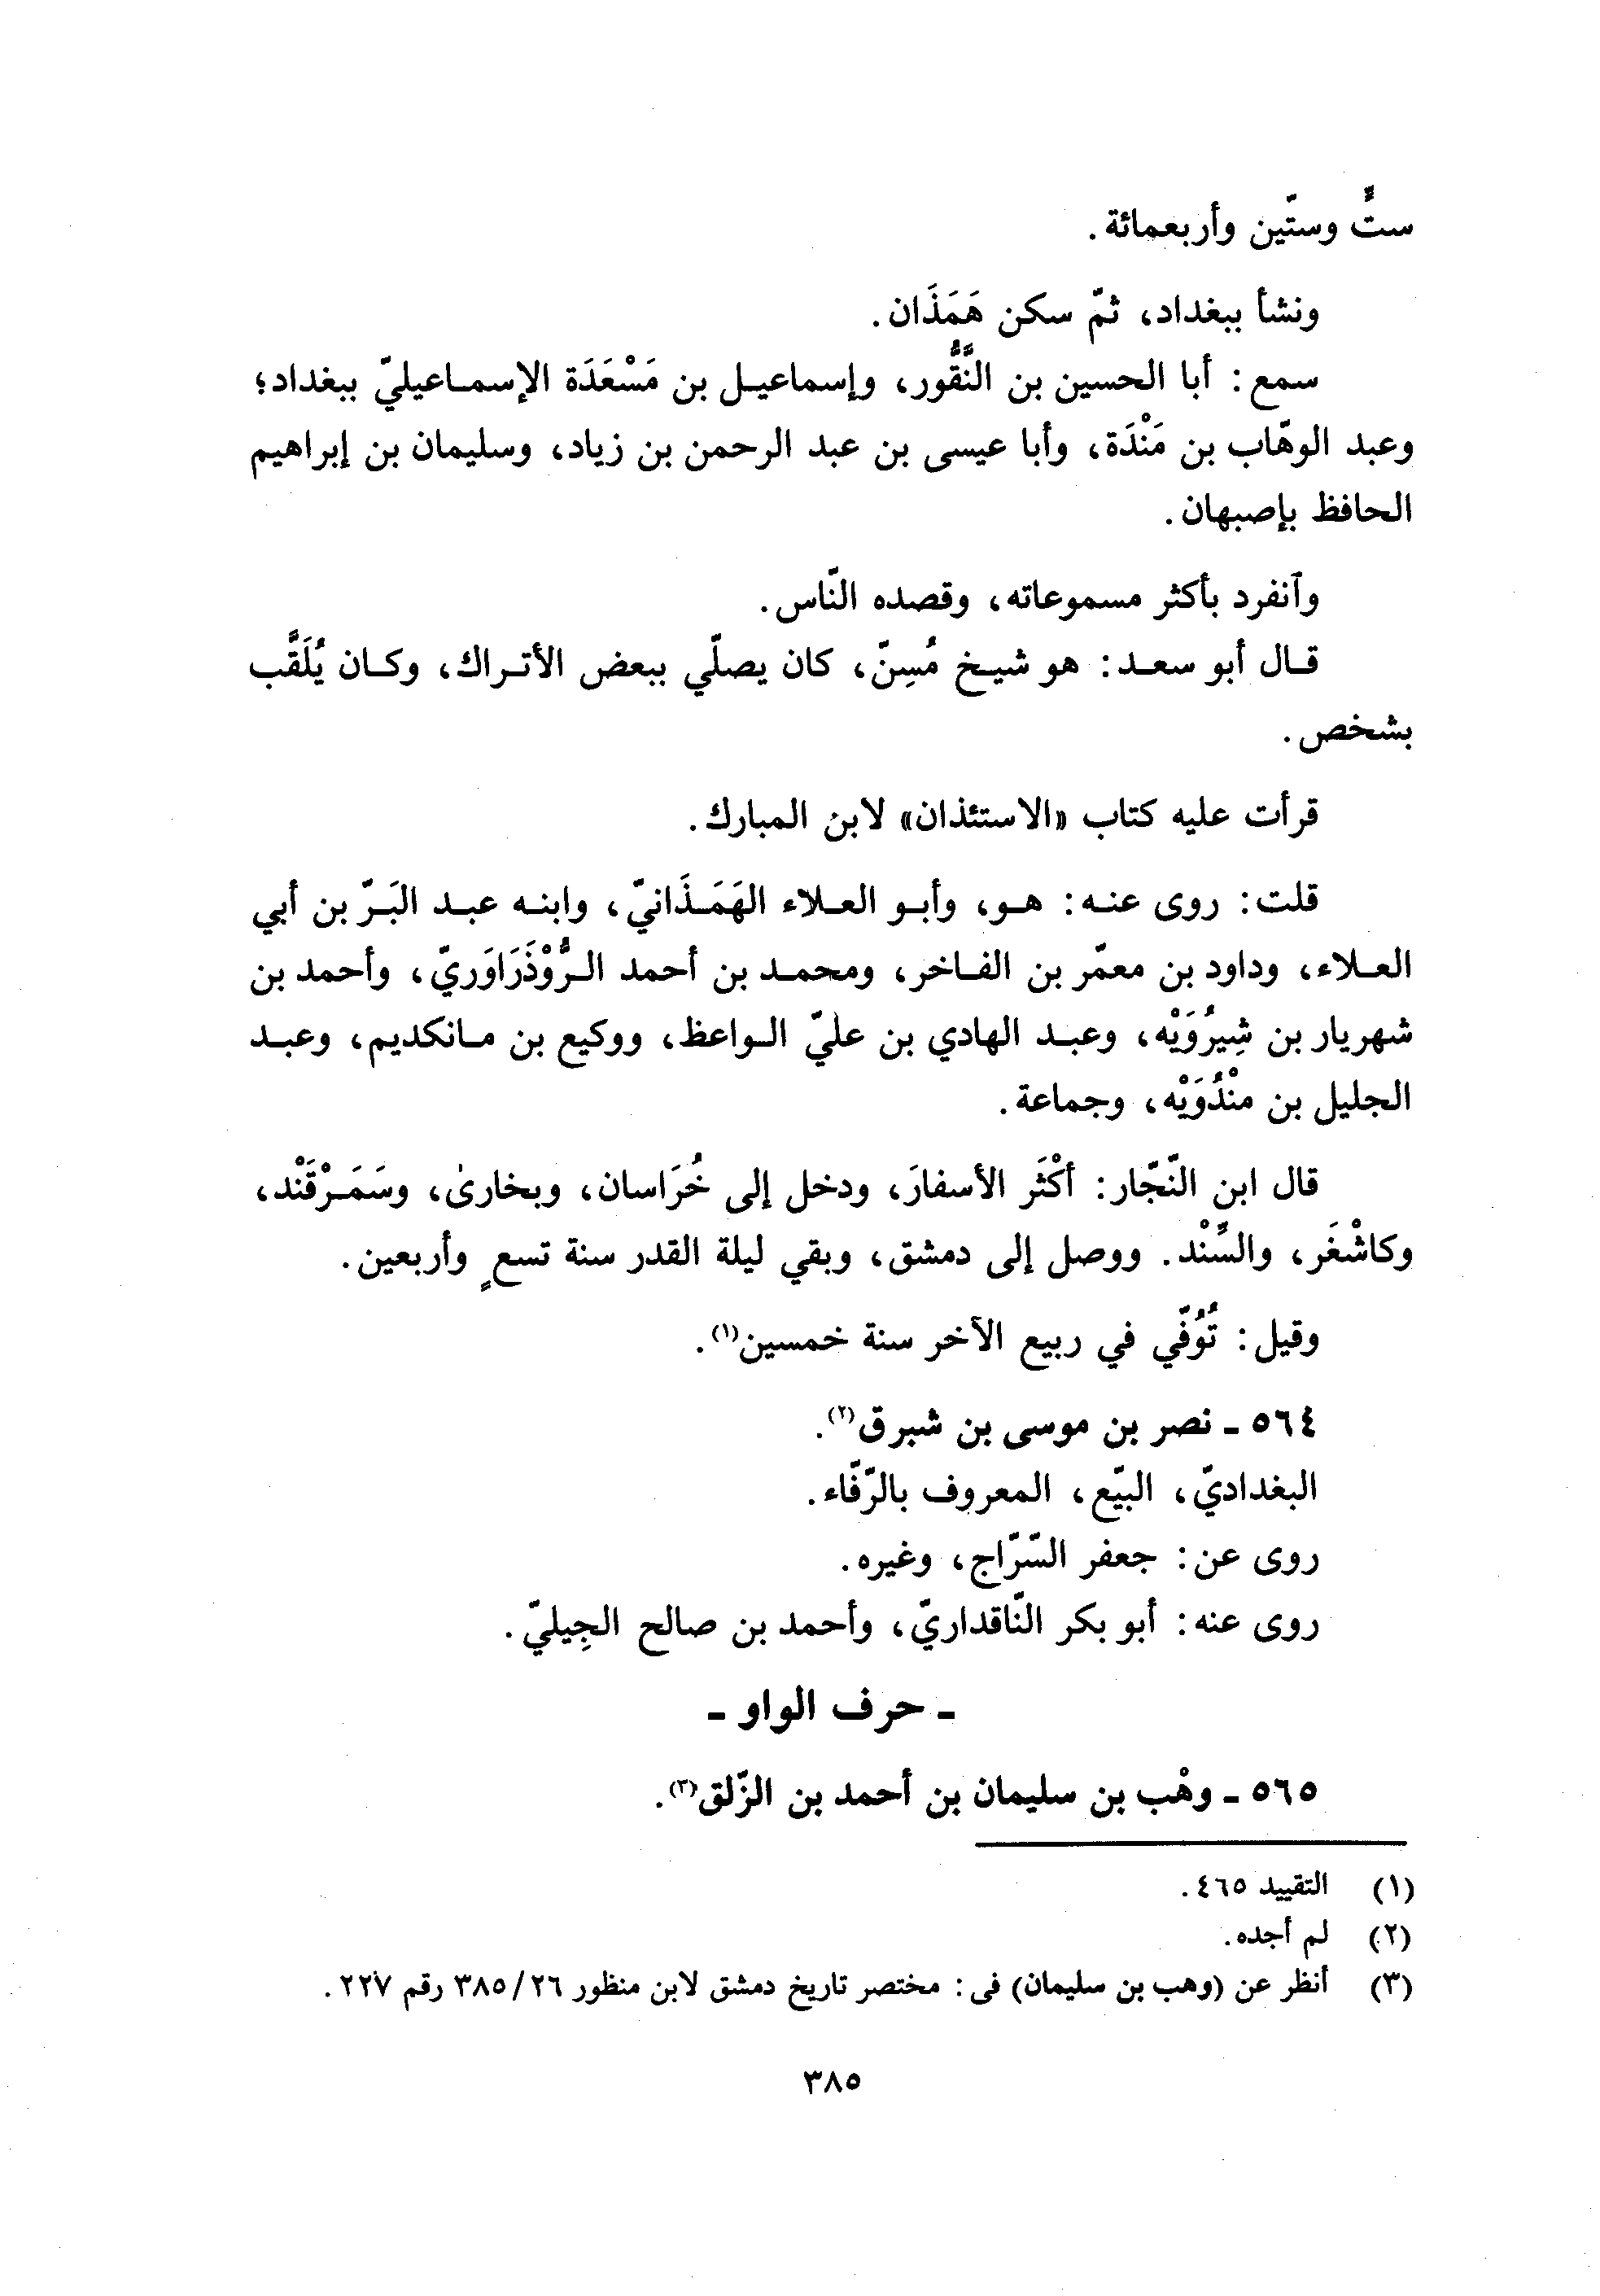 ستٍّ وستّين وأربعمائة.
ونشأ ببغداد، ثمّ سكن هَمَذَان.
سمع: أبا الحسين بن النَّقُّور، وإسماعيل بن مَسْعَدَة الإسماعيليّ ببغداد؛
وعبد الوهّاب بن مَنْدَة، وأبا عيسى بن عبد الرحمن بن زياد، وسليمان بن إبراهيم
الحافظ بإصبهان.
وآنفرد بأكثر مسموعاته، وقصده النّاس.
قال أبو سعد: هو شيخ مُسِنّ، كان يصلّي ببعض الأتراك، وكان يُلَقَّب
بشخص.
قرأت عليه كتاب «الاستئذان» لابن المبارك.
قلت: روى عنه: هو، وأبو العلاء الهَمَذَانيّ، وابنه عبد البَرّ بن أبي
العلاء، وداود بن معمّر بن الفاخر، ومحمد بن أحمد الرُّوْذَرَاوَريّ، وأحمد بن
شهريار بن شِيرُوَيْه، وعبد الهادي بن عليّ الواعظ، ووكيع بن مانكديم، وعبد
الجليل بن منْدُوَيْه، وجماعة.
قال ابن النّجّار: أكْثَر الأسفارَ، ودخل إلى خُرَاسان، وبخارىٰ، وسَمَرْقَنْد،
وكاشْغَر، والسِّنْد. ووصل إلى دمشق، وبقي ليلة القدر سنة تسعٍ وأربعين.
وقيل: تُوُفّي في ربيع الآخر سنة خمسين(١).
٥٦٤ ـ نصر بن موسى بن شبرق(٢).
البغداديّ، البيّع، المعروف بالرّفّاء.
روى عن: جعفر السّرّاج، وغيره.
روى عنه: أبو بكر النّاقداريّ، وأحمد بن صالح الجِيليّ.
ـ حرف الواو ـ
٥٦٥ ـ وهْب بن سليمان بن أحمد بن الزّلق(٣).
(١) التقييد ٤٦٥.
(٢) لم أجده.
(٣) أنظر عن (وهب بن سليمان) في: مختصر تاريخ دمشق لابن منظور ٣٨٥/٢٦ رقم ٢٢٧.
٣٨٥